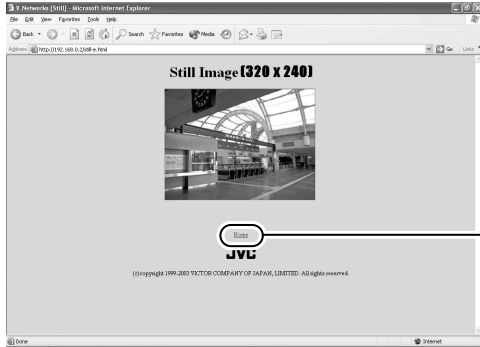 V.Networks [Still] - Microsoft Internet Explorer
File Edit View Favorites Tools Help
Back Search Favorites Media
Address http://192.168.0.2/still-e.html Go Links
Still Image (320 X 240)
Home
JVC
(c)copyright 1999-2003 VICTOR COMPANY OF JAPAN, LIMITED. All rights reserved.
Done Internet